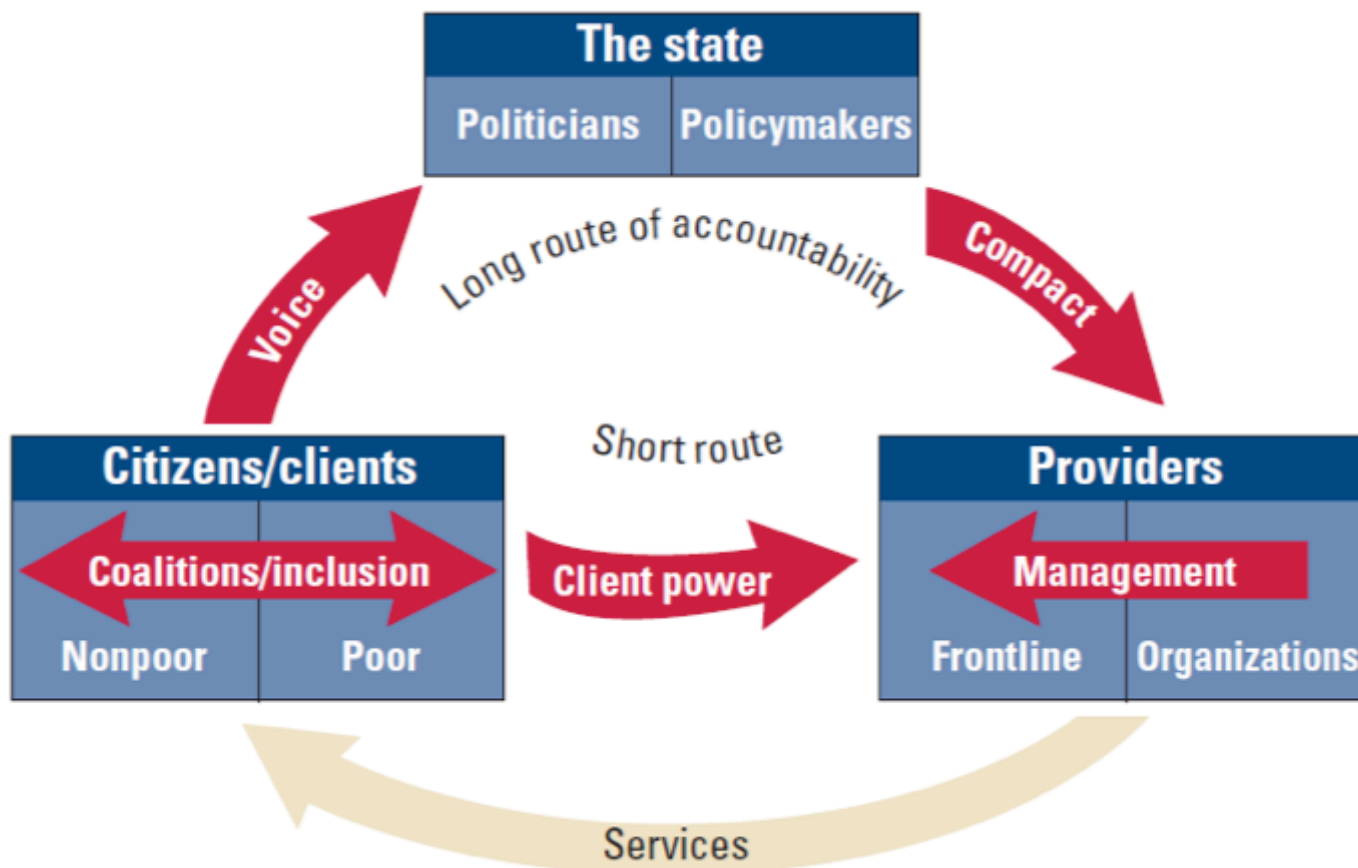 The state
Politicians
Policymakers
Long route of accountability
Voice
Compact
Short route
Citizens/clients
Coalitions/inclusion
Nonpoor
Poor
Client power
Providers
Management
Frontline
Organizations
Services